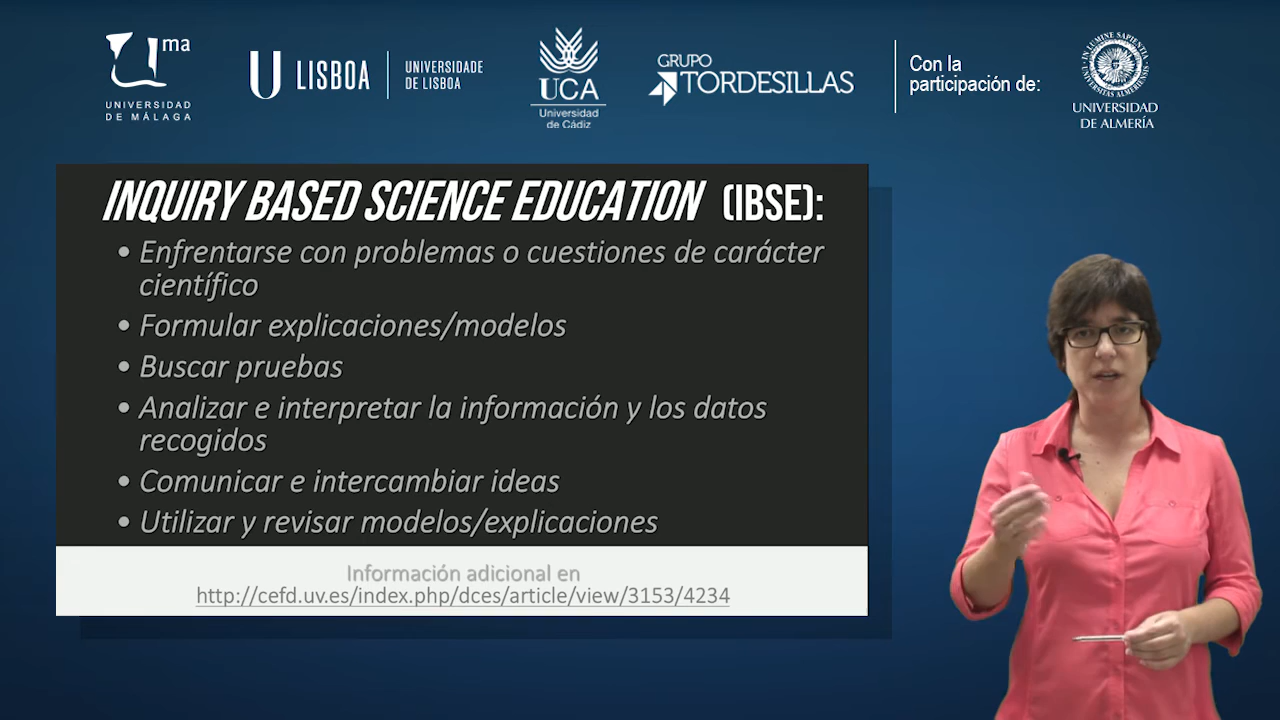 ma
UNIVERSIDAD
DE MÁLAGA
U LISBOA
UNIVERSIDADE
DE LISBOA
UCA
Universidad
de Cádiz
GRUPO
TORDESILLAS
Con la
participación de:
IN LUMINE SAPIENTIA
UNIVERSIDAD
DE ALMERÍA
INQUIRY BASED SCIENCE EDUCATION (IBSE):
• Enfrentarse con problemas o cuestiones de carácter
científico
• Formular explicaciones/modelos
• Buscar pruebas
• Analizar e interpretar la información y los datos
recogidos
• Comunicar e intercambiar ideas
• Utilizar y revisar modelos/explicaciones
Información adicional en
http://cefd.uv.es/index.php/dces/article/view/3153/4234